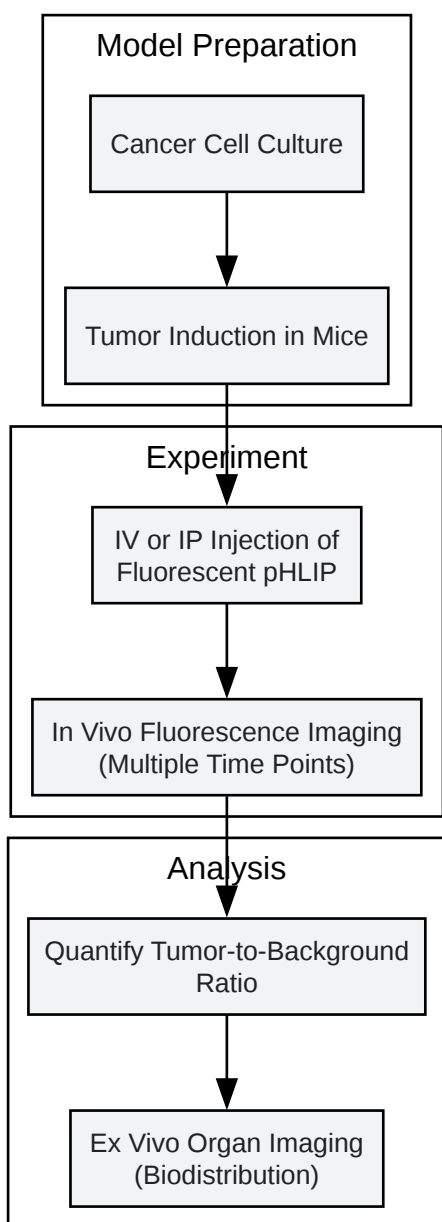 Model Preparation
Cancer Cell Culture
Tumor Induction in Mice
Experiment
IV or IP Injection of
Fluorescent pHLIP
In Vivo Fluorescence Imaging
(Multiple Time Points)
Analysis
Quantify Tumor-to-Background
Ratio
Ex Vivo Organ Imaging
(Biodistribution)